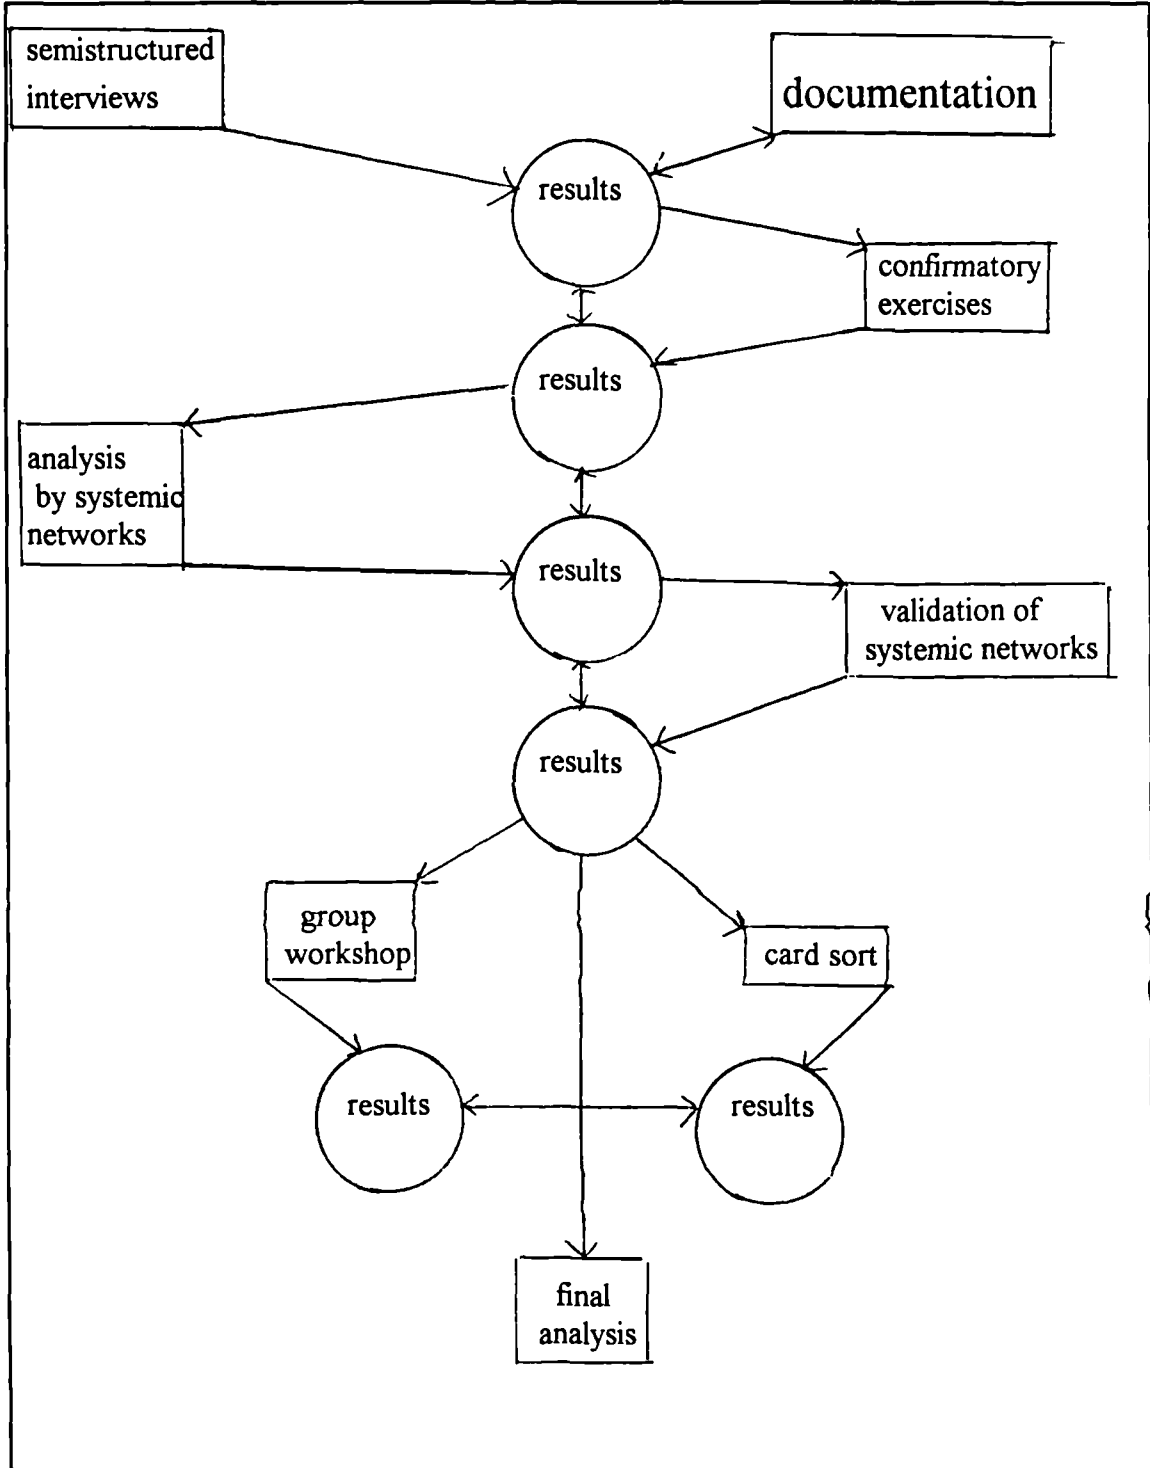 semistructured
interviews
documentation
results
confirmatory
exercises
results
analysis
by systemic
networks
results
validation of
systemic networks
results
group
workshop
card sort
results
results
final
analysis